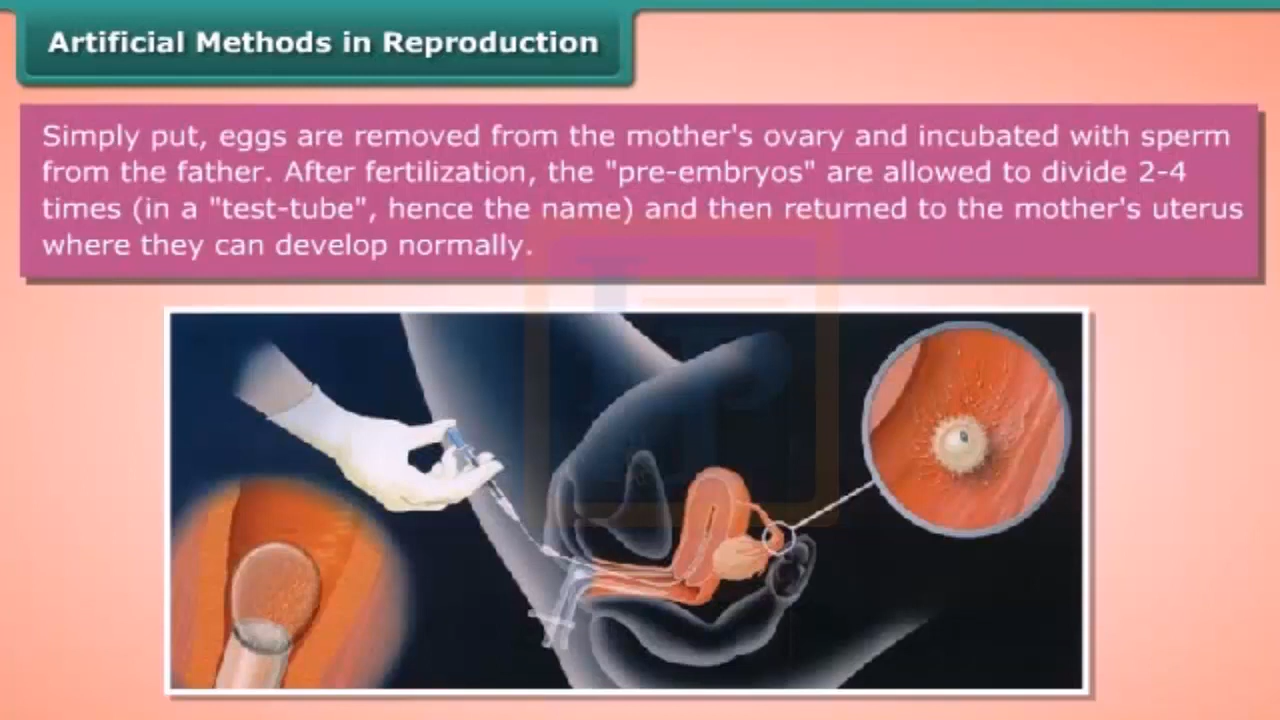 Artificial Methods in Reproduction
Simply put, eggs are removed from the mother's ovary and incubated with sperm
from the father. After fertilization, the "pre-embryos" are allowed to divide 2-4
times (in a "test-tube", hence the name) and then returned to the mother's uterus
where they can develop normally.